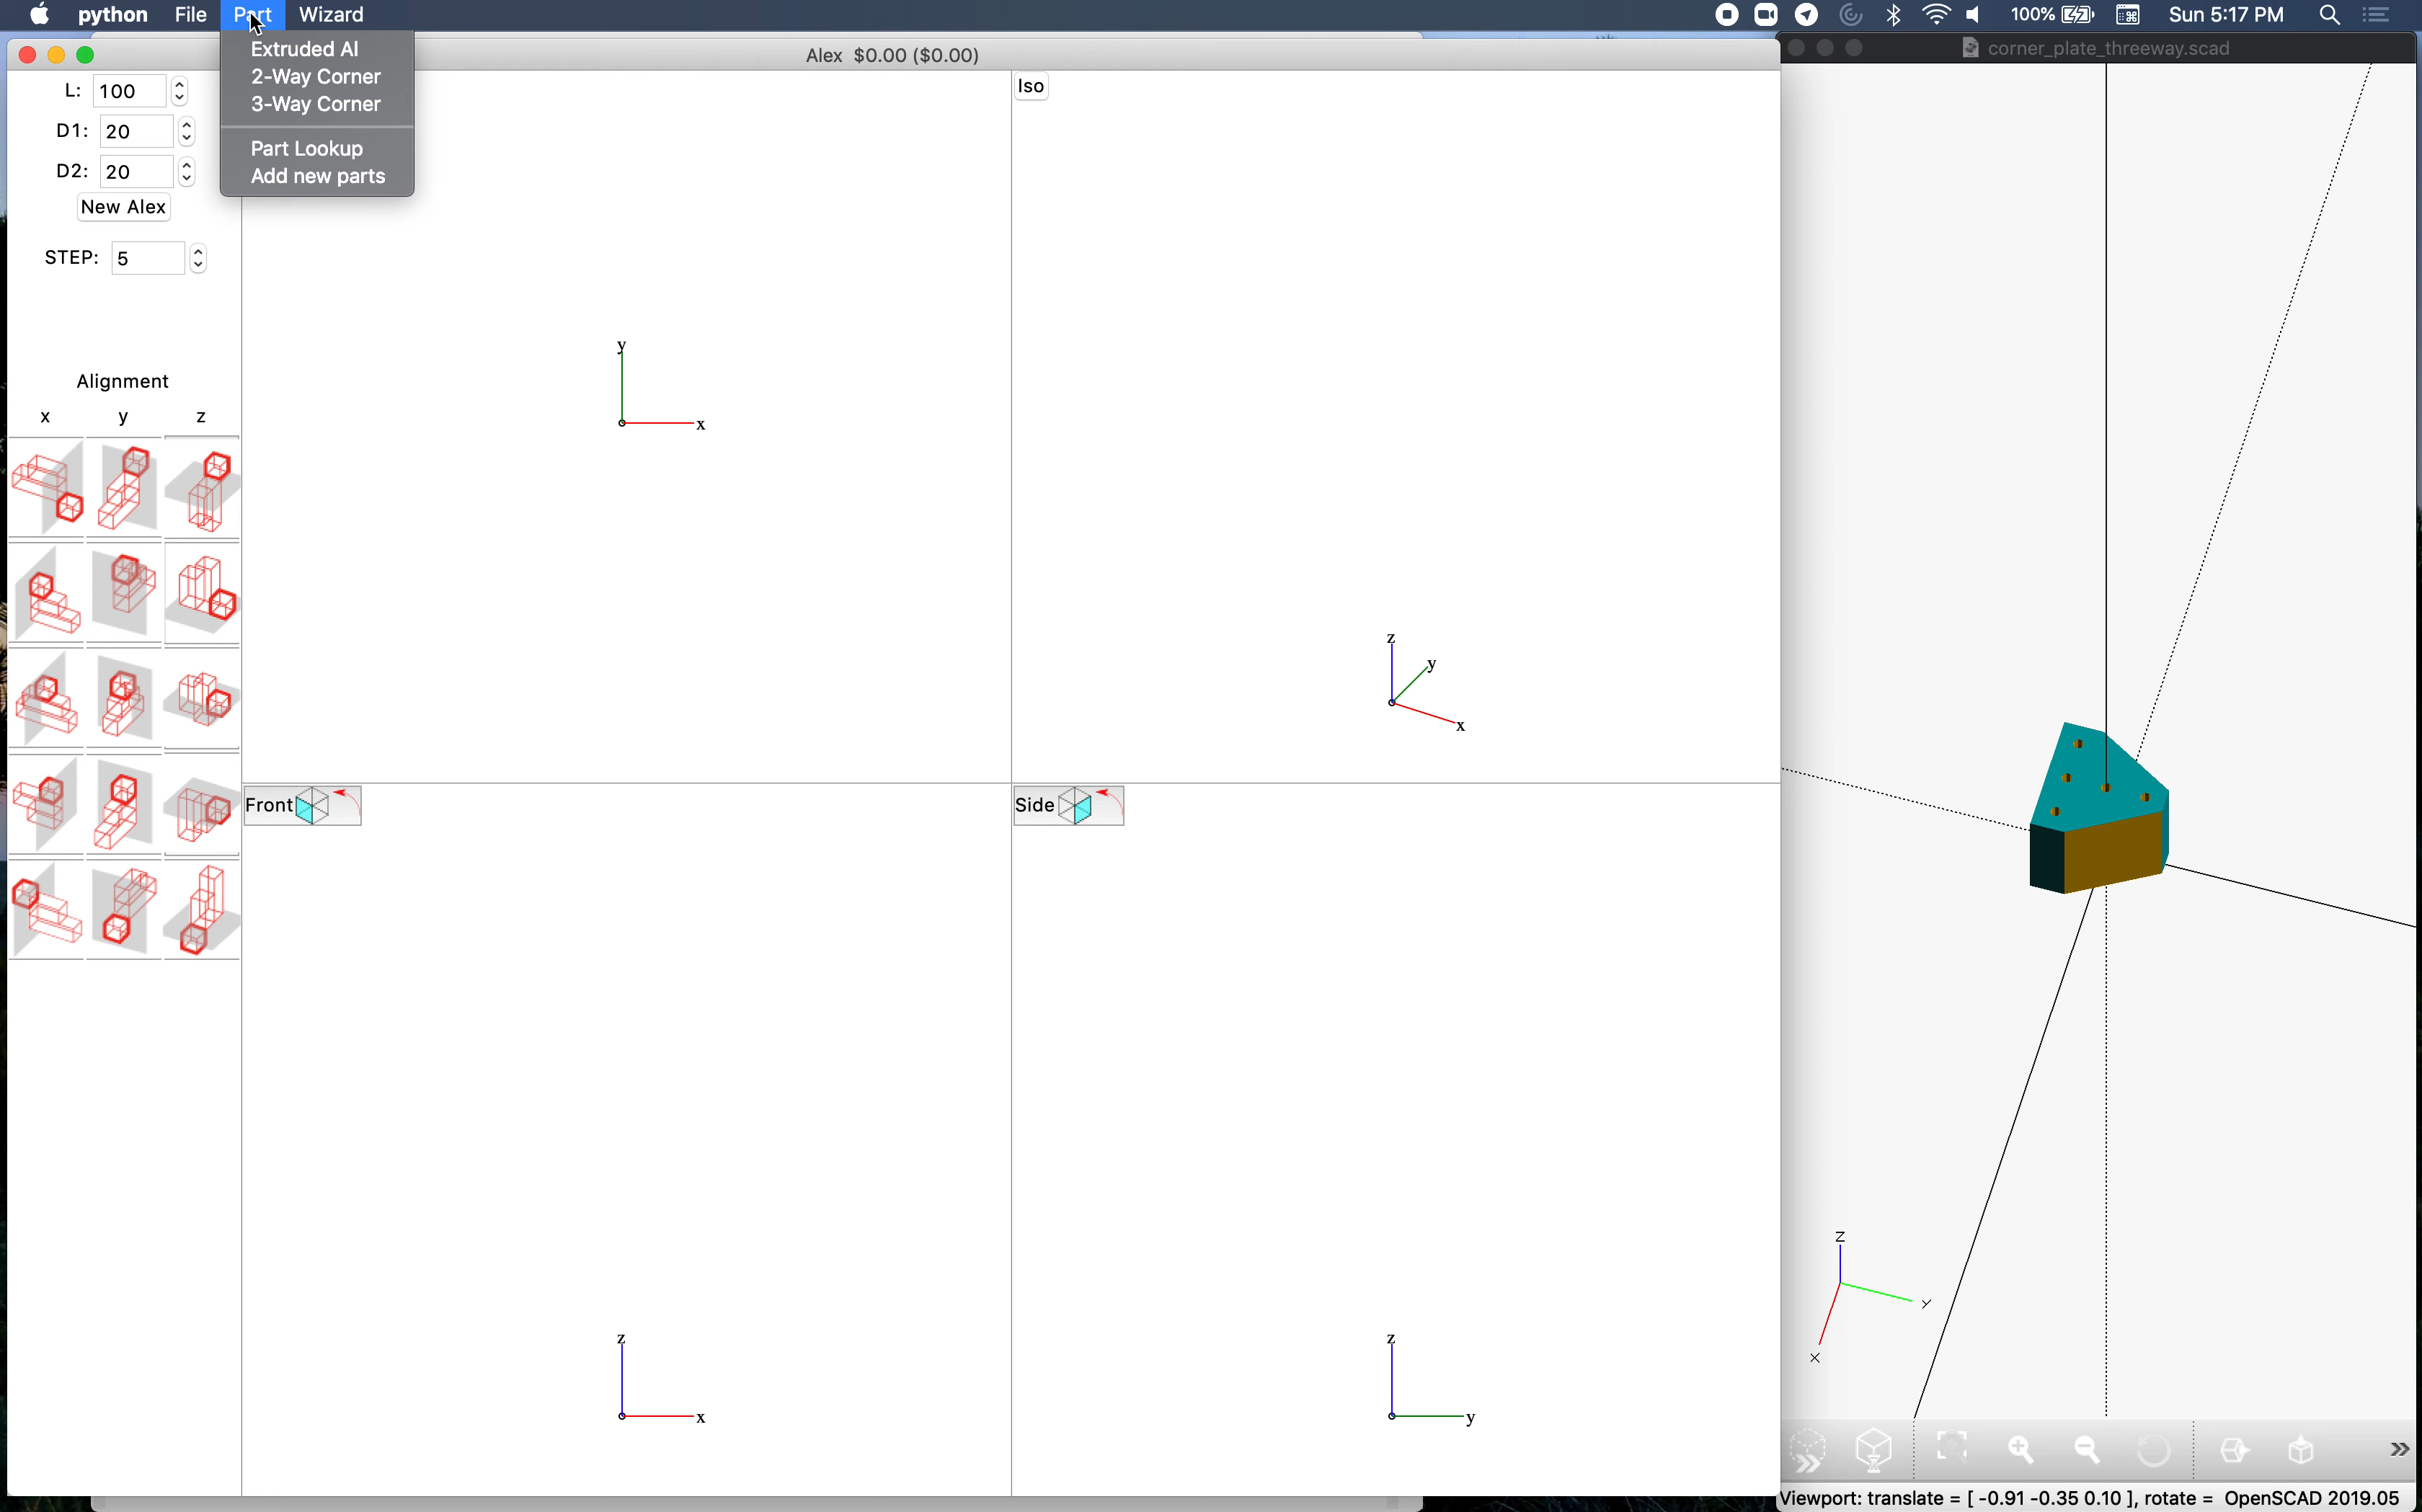 python File Part Wizard 100% Sun 5:17 PM
Extruded Al
2-Way Corner
3-Way Corner
Part Lookup
Add new parts
Alex $0.00 ($0.00)
corner_plate_threeway.scad
L: 100
D1: 20
D2: 20
New Alex
STEP: 5
Alignment
x y z
y
x
Iso
z
y
x
Front
z
x
Side
z
y
Z
Y
X
Viewport: translate = [ -0.91 -0.35 0.10 ], rotate = OpenSCAD 2019.05